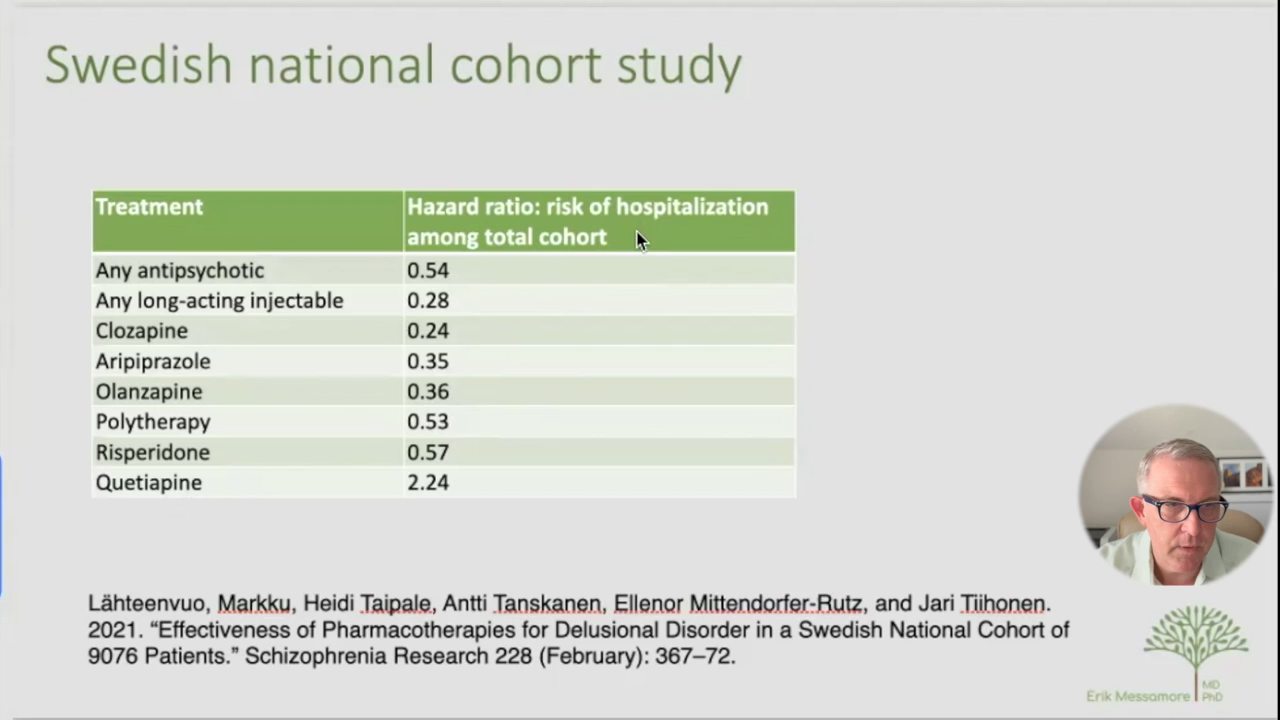 Swedish national cohort study
Treatment
Hazard ratio: risk of hospitalization
among total cohort
Any antipsychotic 0.54
Any long-acting injectable 0.28
Clozapine 0.24
Aripiprazole 0.35
Olanzapine 0.36
Polytherapy 0.53
Risperidone 0.57
Quetiapine 2.24
Lähteenvuo, Markku, Heidi Taipale, Antti Tanskanen, Ellenor Mittendorfer-Rutz, and Jari Tiihonen.
2021. “Effectiveness of Pharmacotherapies for Delusional Disorder in a Swedish National Cohort of
9076 Patients.” Schizophrenia Research 228 (February): 367–72.
Erik Messamore MD PhD